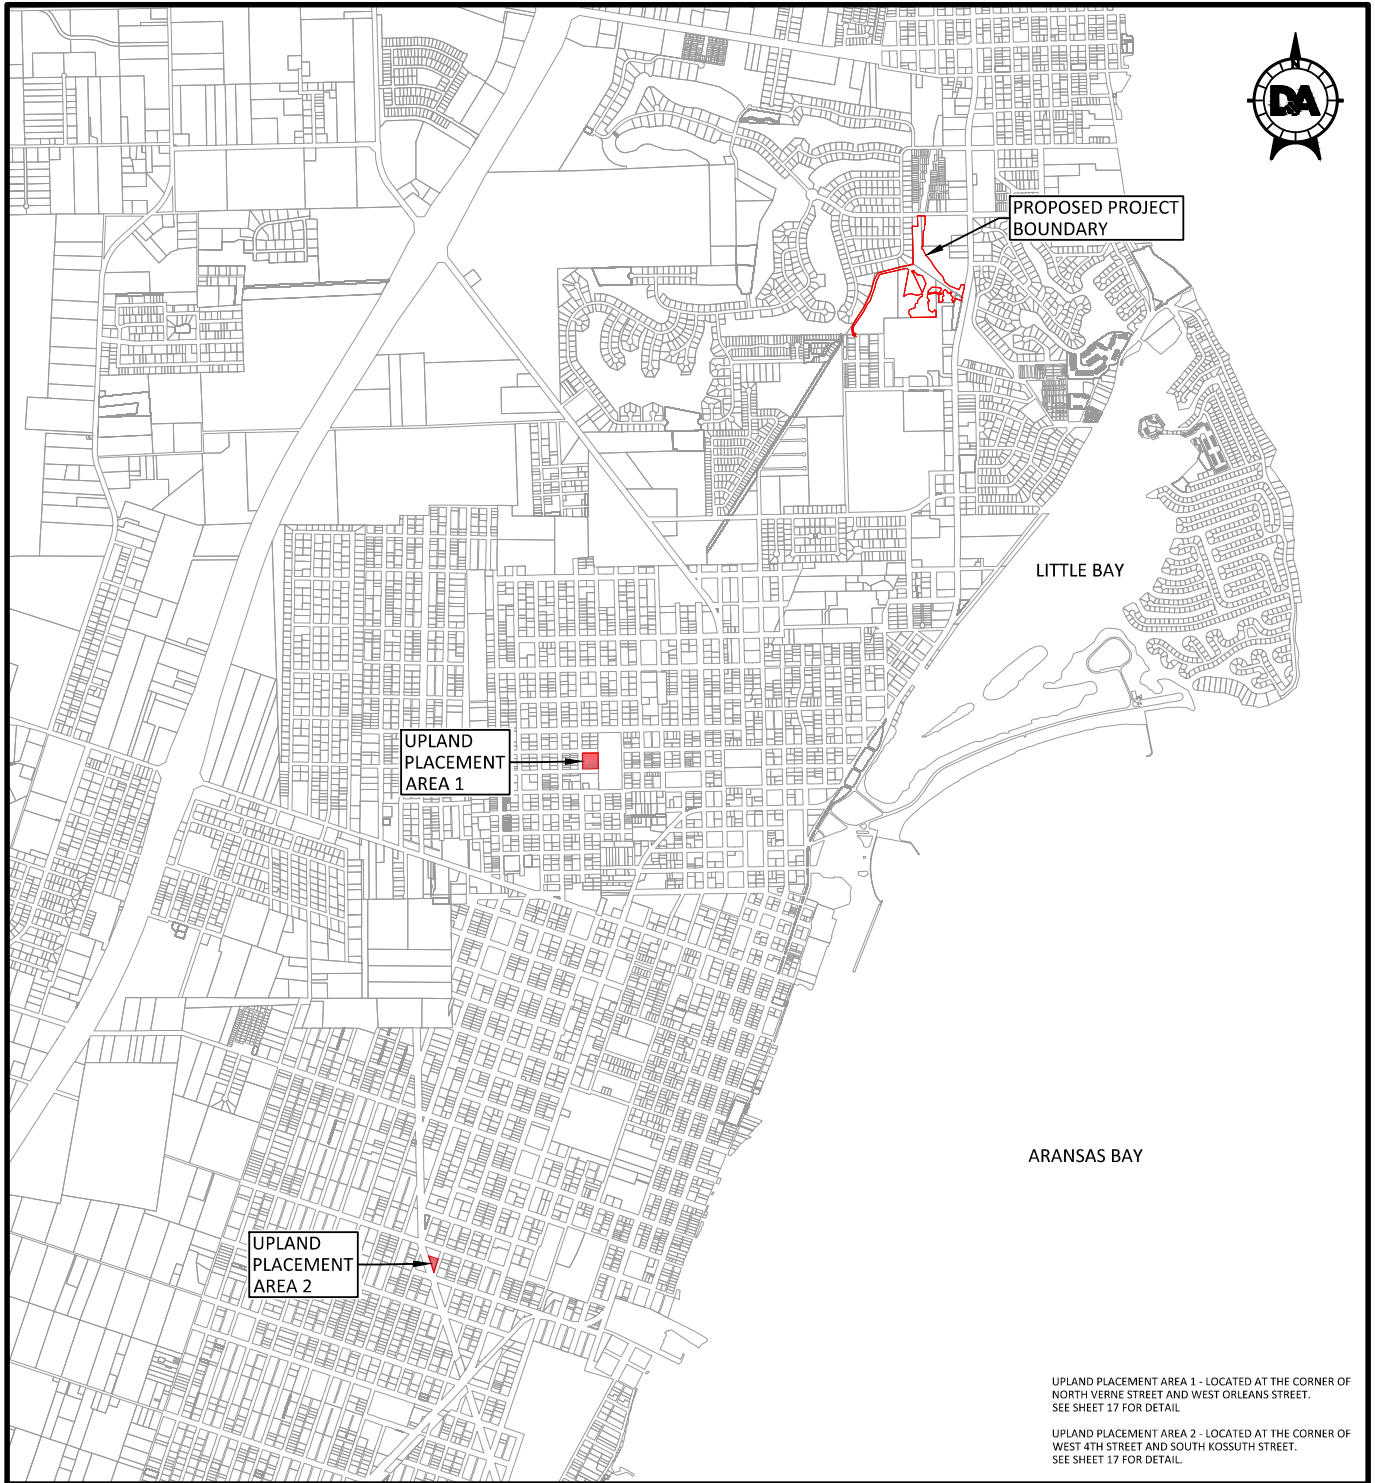 N
D&A
PROPOSED PROJECT
BOUNDARY
LITTLE BAY
UPLAND
PLACEMENT
AREA 1
ARANSAS BAY
UPLAND
PLACEMENT
AREA 2
UPLAND PLACEMENT AREA 1 - LOCATED AT THE CORNER OF
NORTH VERNE STREET AND WEST ORLEANS STREET.
SEE SHEET 17 FOR DETAIL
UPLAND PLACEMENT AREA 2 - LOCATED AT THE CORNER OF
WEST 4TH STREET AND SOUTH KOSSUTH STREET.
SEE SHEET 17 FOR DETAIL.